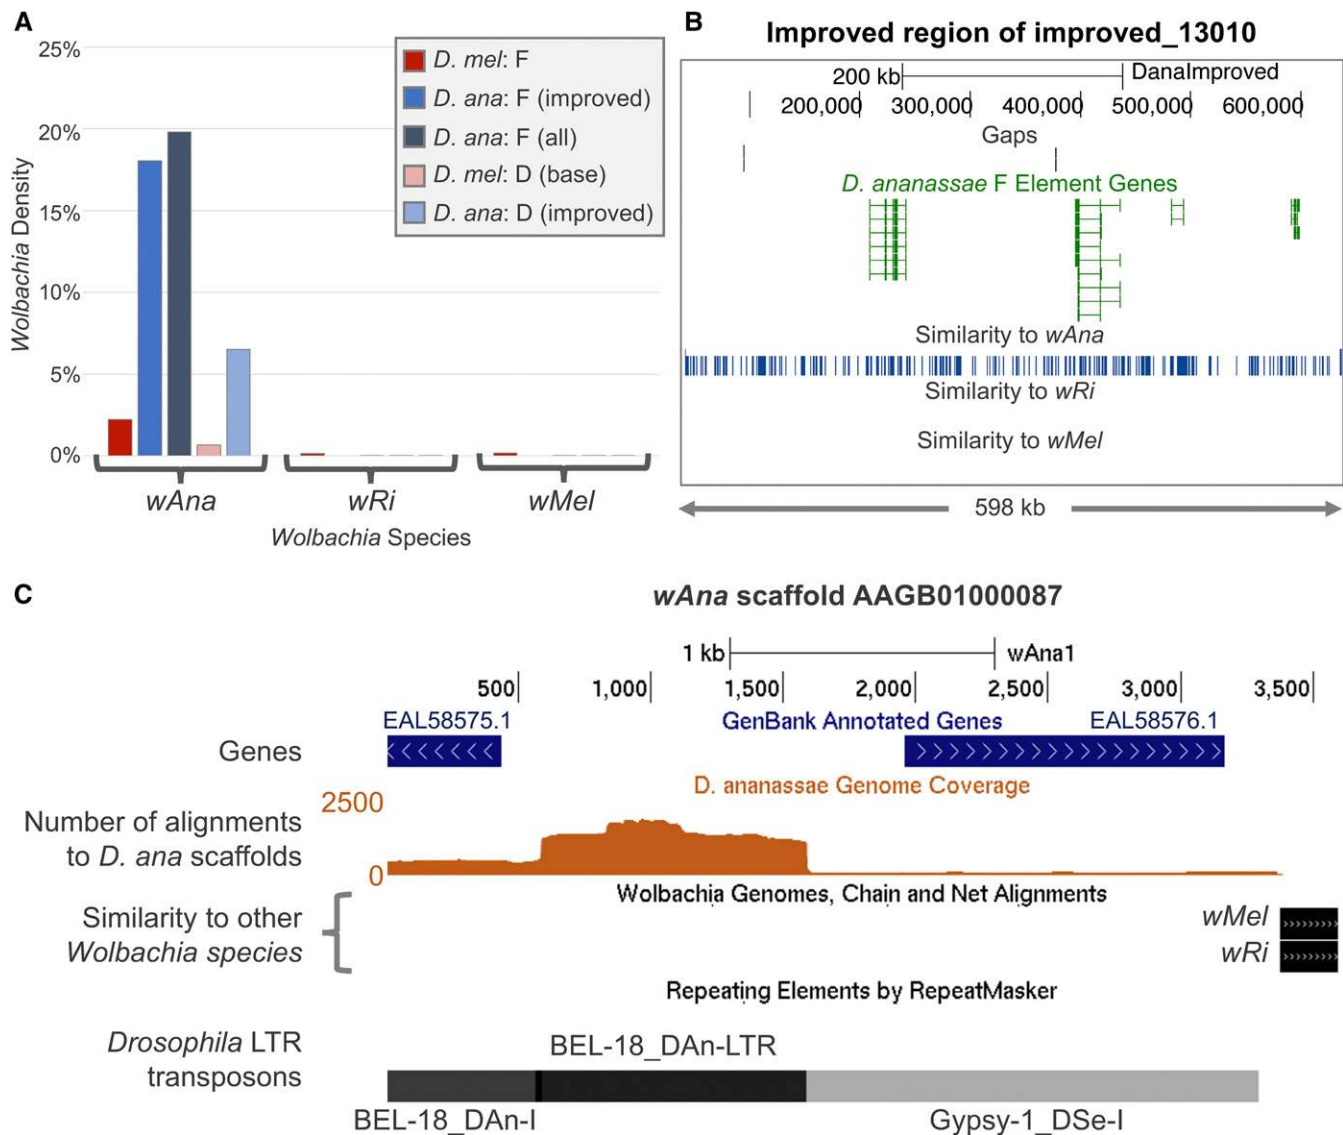 A
25%
20%
15%
10%
5%
0%
Wolbachia Density
D. mel: F
D. ana: F (improved)
D. ana: F (all)
D. mel: D (base)
D. ana: D (improved)
wAna
wRi
wMel
Wolbachia Species
B
Improved region of improved_13010
200 kb
DanaImproved
200,000
300,000
400,000
500,000
600,000
Gaps
D. ananassae F Element Genes
Similarity to wAna
Similarity to wRi
Similarity to wMel
598 kb
C
wAna scaffold AAGB01000087
1 kb
wAna1
500
1,000
1,500
2,000
2,500
3,000
3,500
EAL58575.1
GenBank Annotated Genes
EAL58576.1
Genes
D. ananassae Genome Coverage
2500
Number of alignments
to D. ana scaffolds
0
Wolbachia Genomes, Chain and Net Alignments
Similarity to other
Wolbachia species
wMel
wRi
Repeating Elements by RepeatMasker
Drosophila LTR
transposons
BEL-18_DAn-LTR
BEL-18_DAn-I
Gypsy-1_DSe-I